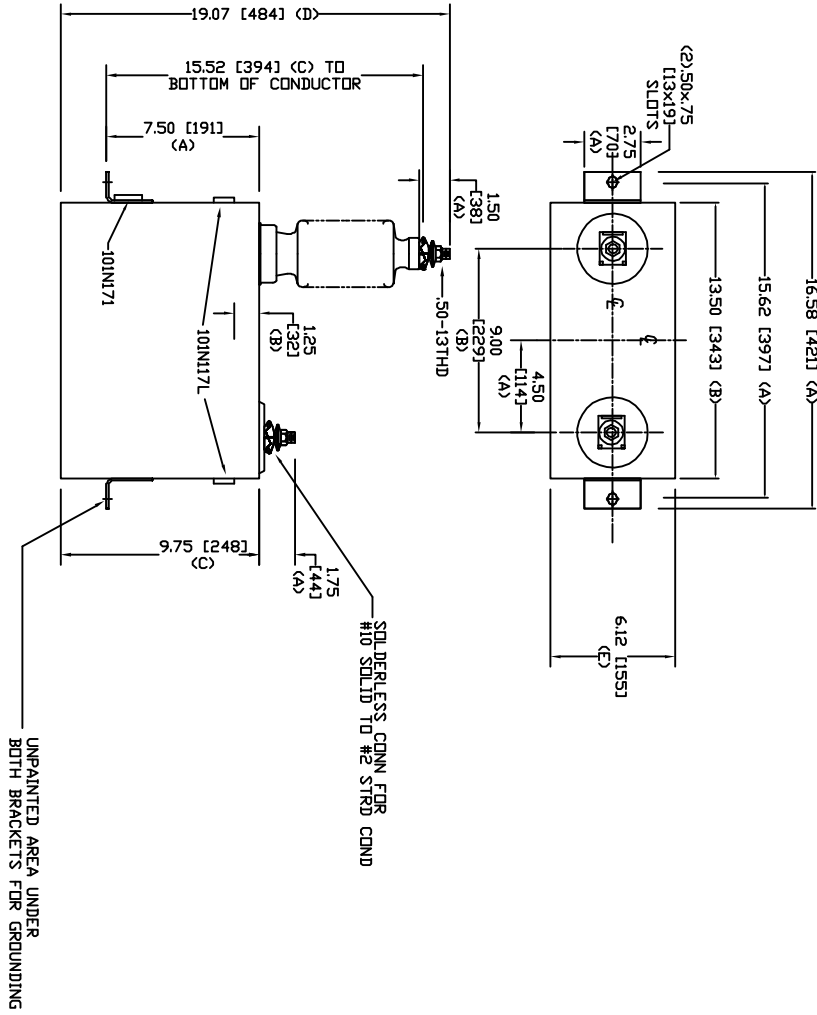 19.07 [484] (D)
15.52 [394] (C) TO
BOTTOM OF CONDUCTOR
7.50 [191]
(A)
1.50
[38]
(A)
.50-13THD
101N171
101N117L
1.25
[32]
(B)
9.75 [248]
(C)
1.75
[44]
(A)
SOLDERLESS CONN FOR
#10 SOLID TO #2 STRD COND
UNPAINTED AREA UNDER
BOTH BRACKETS FOR GROUNDING
(2).50x.75
[13x19]
SLOTS
2.75
[70]
(A)
16.58 [421] (A)
15.62 [397] (A)
13.50 [343] (B)
9.00
[229]
(B)
4.50
[114]
(A)
CL
CL
6.12 [155]
(E)